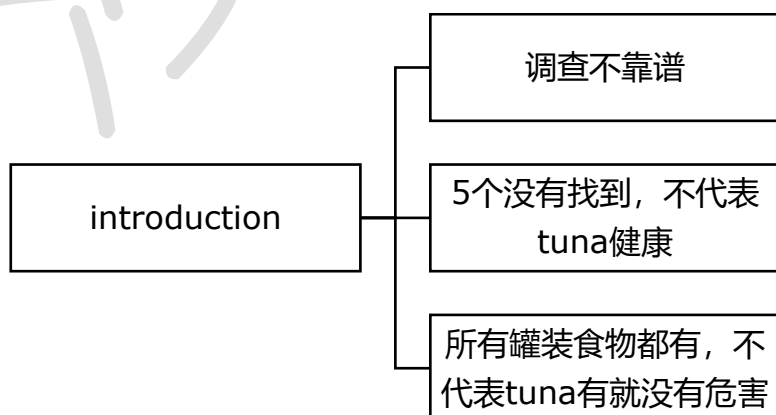 introduction
调查不靠谱
5个没有找到，不代表
tuna健康
所有罐装食物都有，不
代表tuna有就没有危害